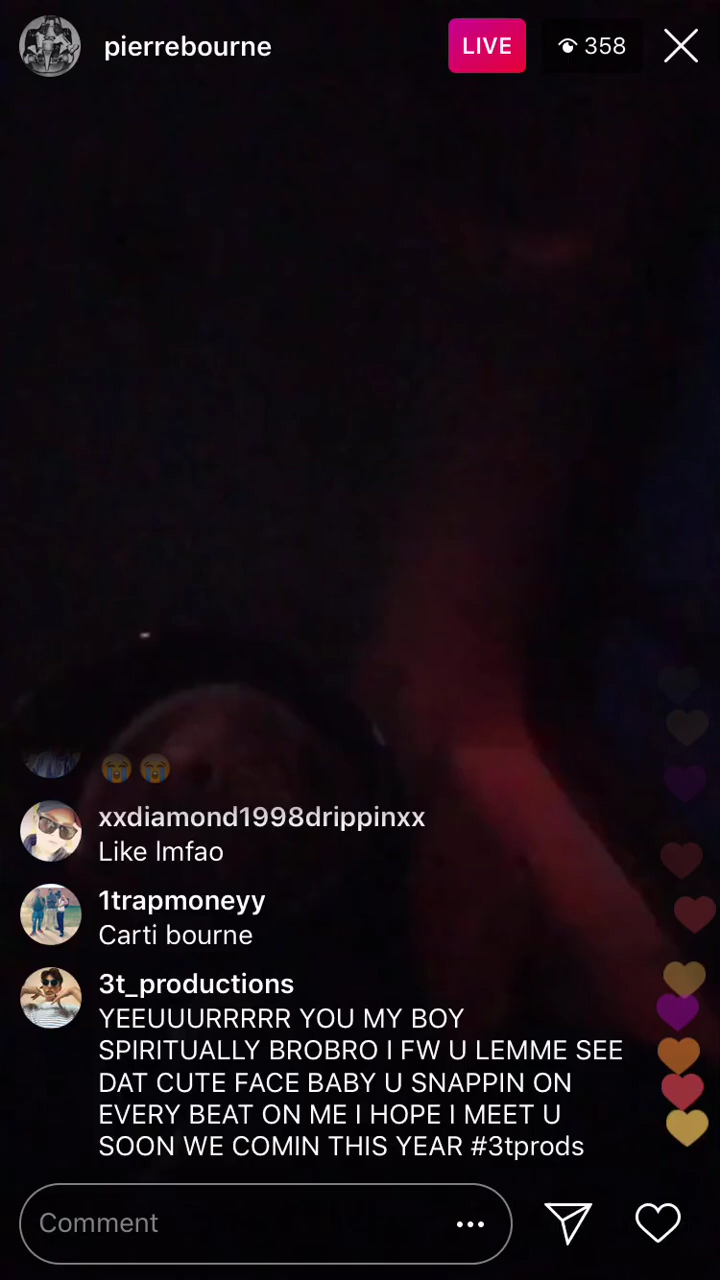 pierrebourne
LIVE
358
😭 😭
xxdiamond1998drippinxx
Like lmfao
1trapmoneyy
Carti bourne
3t_productions
YEEUUURRRRR YOU MY BOY
SPIRITUALLY BROBRO I FW U LEMME SEE
DAT CUTE FACE BABY U SNAPPIN ON
EVERY BEAT ON ME I HOPE I MEET U
SOON WE COMIN THIS YEAR #3tprods
Comment